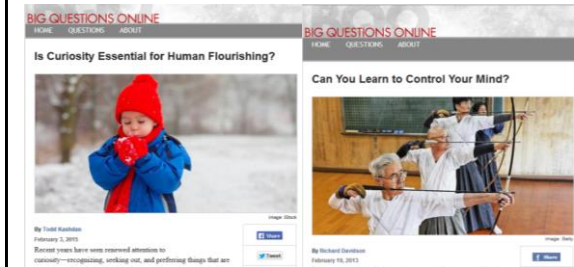 BIG QUESTIONS ONLINE
HOME QUESTIONS ABOUT
Is Curiosity Essential for Human Flourishing?
Image: iStock
By Todd Kashdan
February 3, 2015
Share
Tweet
Recent years have seen renewed attention to
curiosity—recognizing, seeking out, and preferring things that are
BIG QUESTIONS ONLINE
HOME QUESTIONS ABOUT
Can You Learn to Control Your Mind?
Image: Getty
By Richard Davidson
February 10, 2015
Share